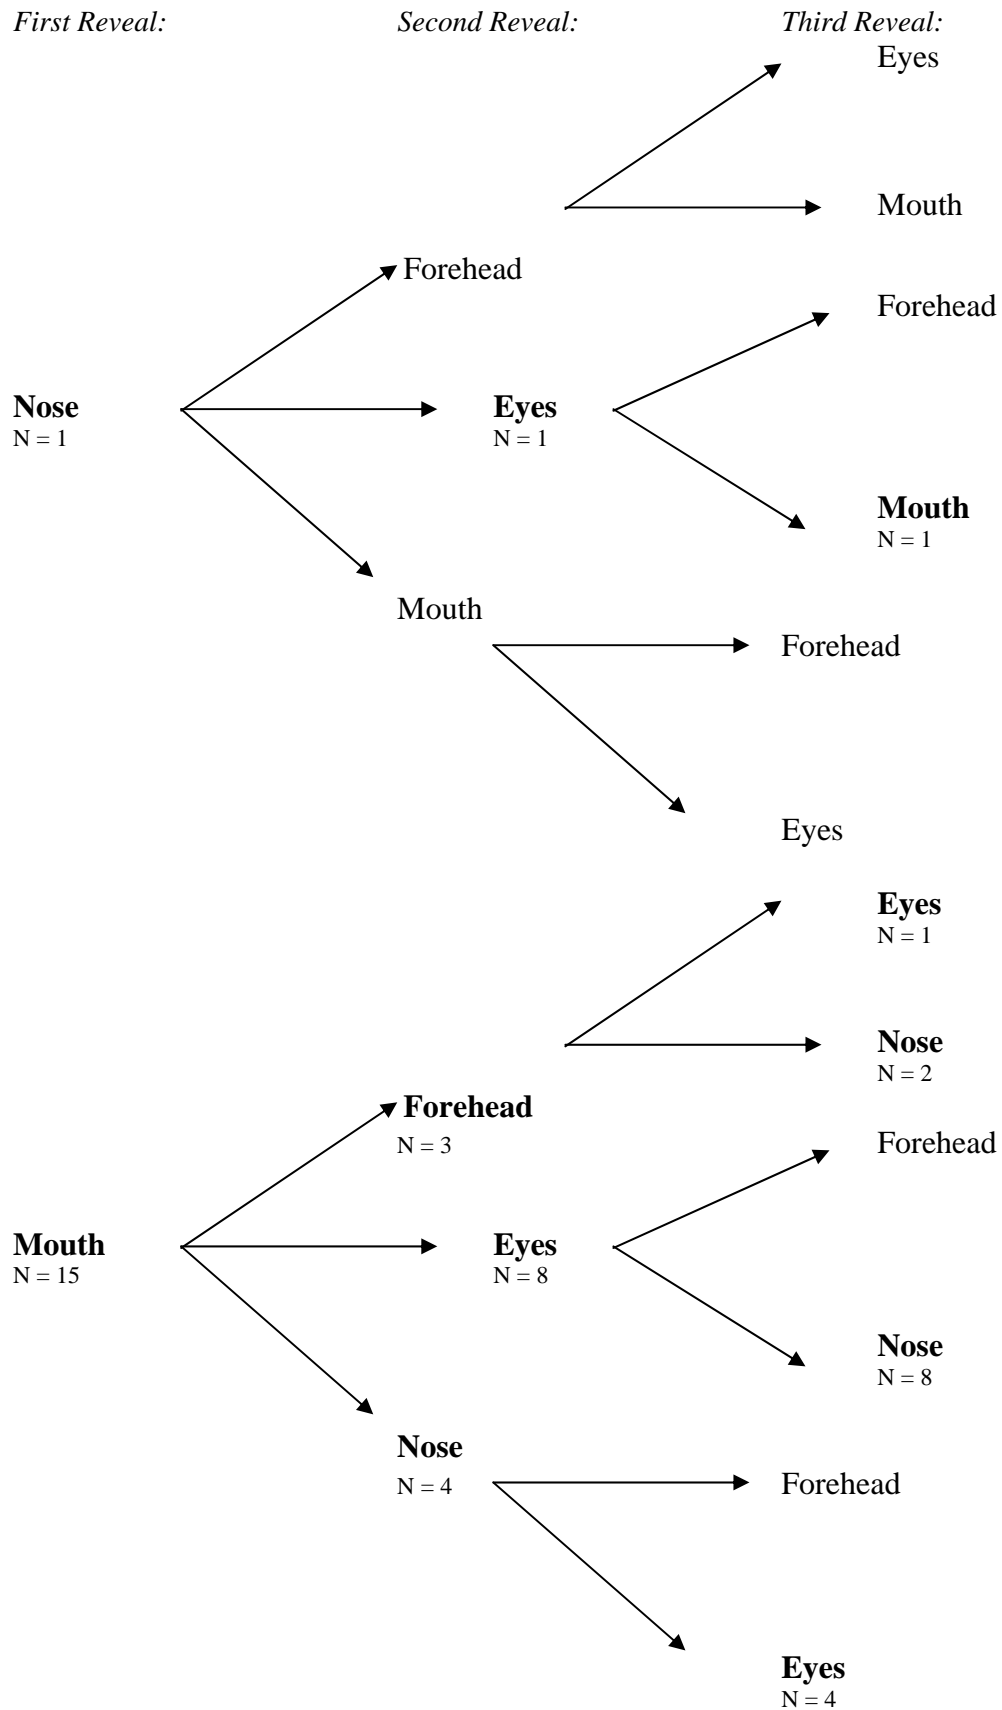 First Reveal: Second Reveal: Third Reveal:
Eyes
Mouth
Forehead
Forehead
Nose Eyes
N = 1 N = 1
Mouth
N = 1
Mouth
Forehead
Eyes
Eyes
N = 1
Nose
N = 2
Forehead
N = 3
Forehead
Mouth Eyes
N = 15 N = 8
Nose
N = 8
Nose
N = 4
Forehead
Eyes
N = 4